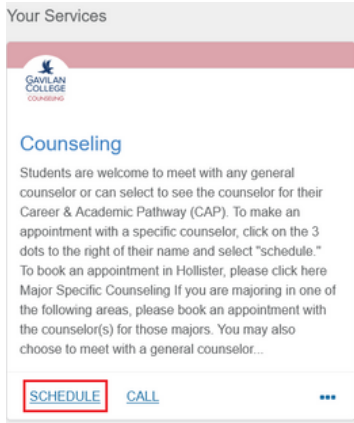 Your Services
GAVILAN
COLLEGE
COUNSELING
Counseling
Students are welcome to meet with any general
counselor or can select to see the counselor for their
Career & Academic Pathway (CAP). To make an
appointment with a specific counselor, click on the 3
dots to the right of their name and select "schedule."
To book an appointment in Hollister, please click here
Major Specific Counseling If you are majoring in one of
the following areas, please book an appointment with
the counselor(s) for those majors. You may also
choose to meet with a general counselor...
SCHEDULE CALL